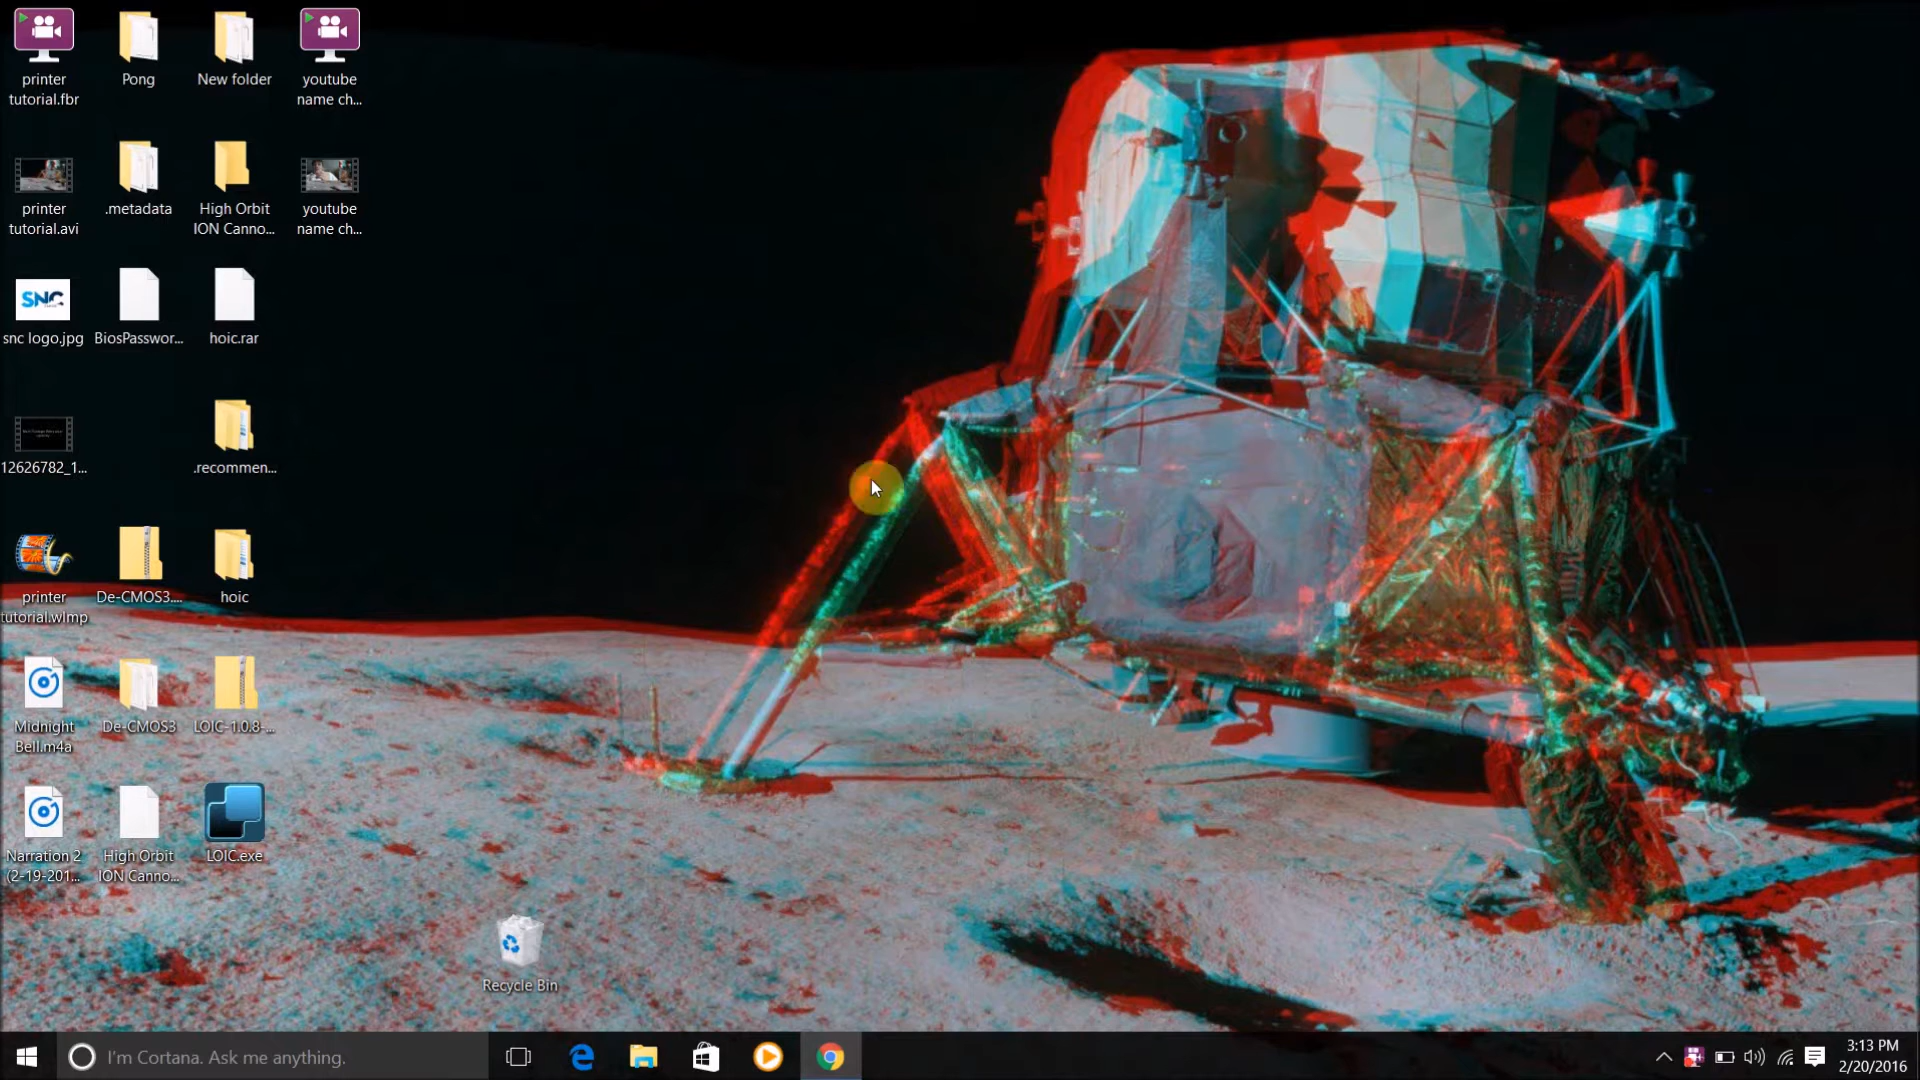 printer
tutorial.fbr
Pong
New folder
youtube
name ch...
printer
tutorial.avi
.metadata
High Orbit
ION Canno...
youtube
name ch...
SNC
snc logo.jpg
BiosPasswor...
hoic.rar
12626782_1...
.recommen...
printer
tutorial.wlmp
De-CMOS3....
hoic
Midnight
Bell.m4a
De-CMOS3
LOIC-1.0.8-...
Narration 2
(2-19-201...
High Orbit
ION Canno...
LOIC.exe
Recycle Bin
I'm Cortana. Ask me anything.
3:13 PM
2/20/2016